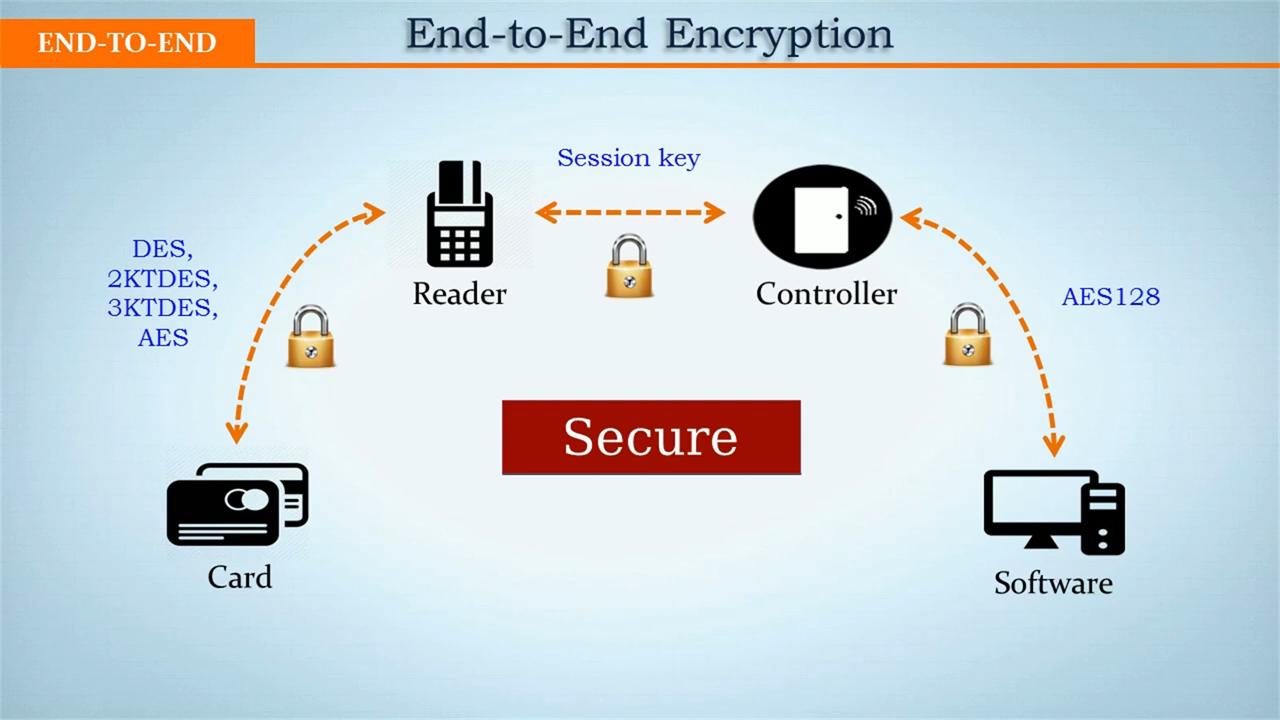 END-TO-END
End-to-End Encryption
Session key
DES,
2KTDES,
3KTDES,
AES
Reader
Controller
AES128
Secure
Card
Software